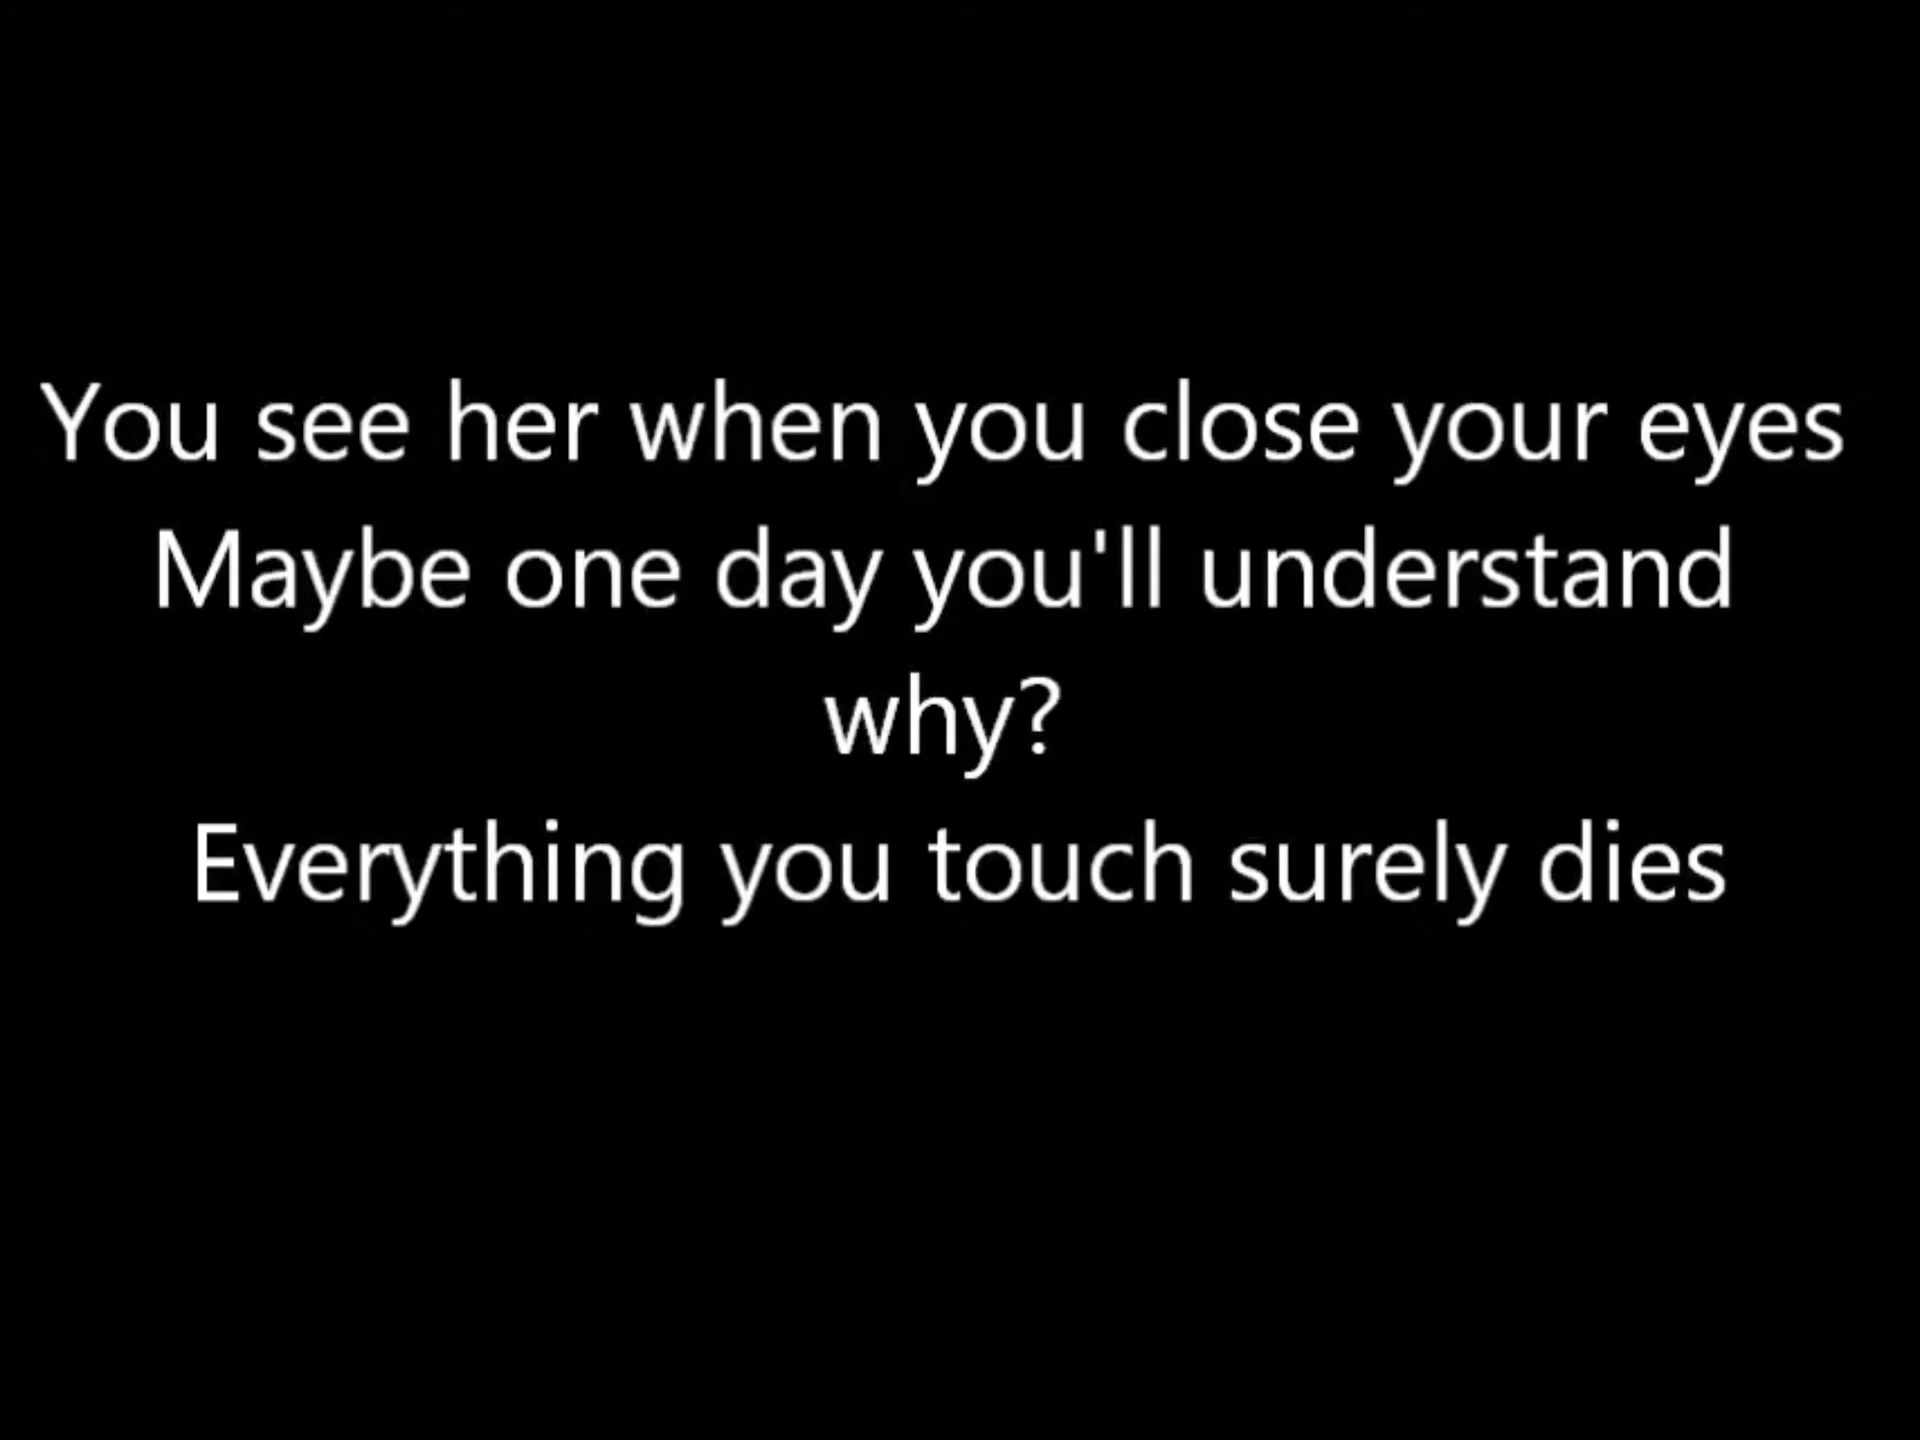 You see her when you close your eyes
Maybe one day you'll understand
why?
Everything you touch surely dies